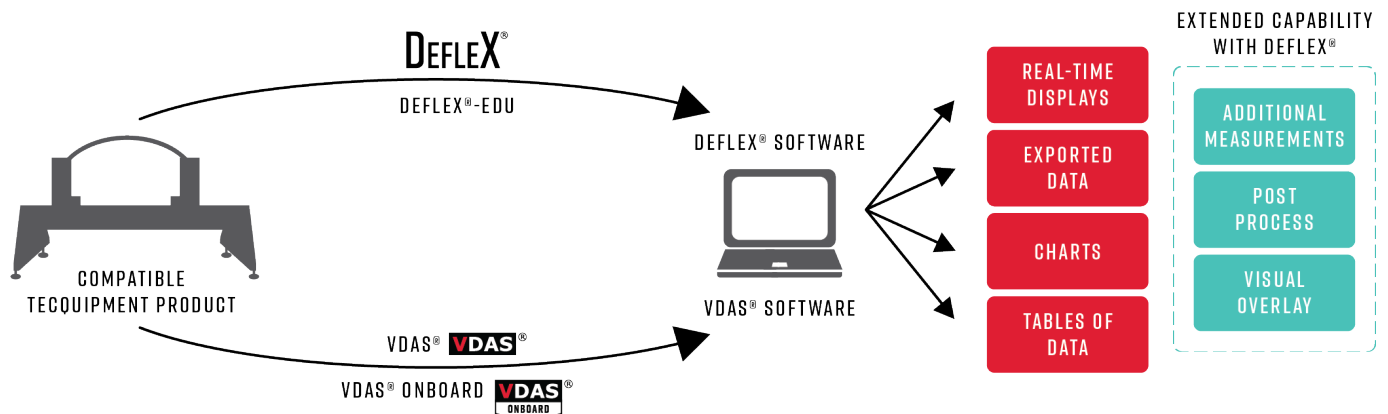 DEFLEX®
DEFLEX®-EDU
COMPATIBLE
TECQUIPMENT PRODUCT
VDAS® VDAS®
VDAS® ONBOARD VDAS®
ONBOARD
DEFLEX® SOFTWARE
VDAS® SOFTWARE
REAL-TIME
DISPLAYS
EXPORTED
DATA
CHARTS
TABLES OF
DATA
EXTENDED CAPABILITY
WITH DEFLEX®
ADDITIONAL
MEASUREMENTS
POST
PROCESS
VISUAL
OVERLAY